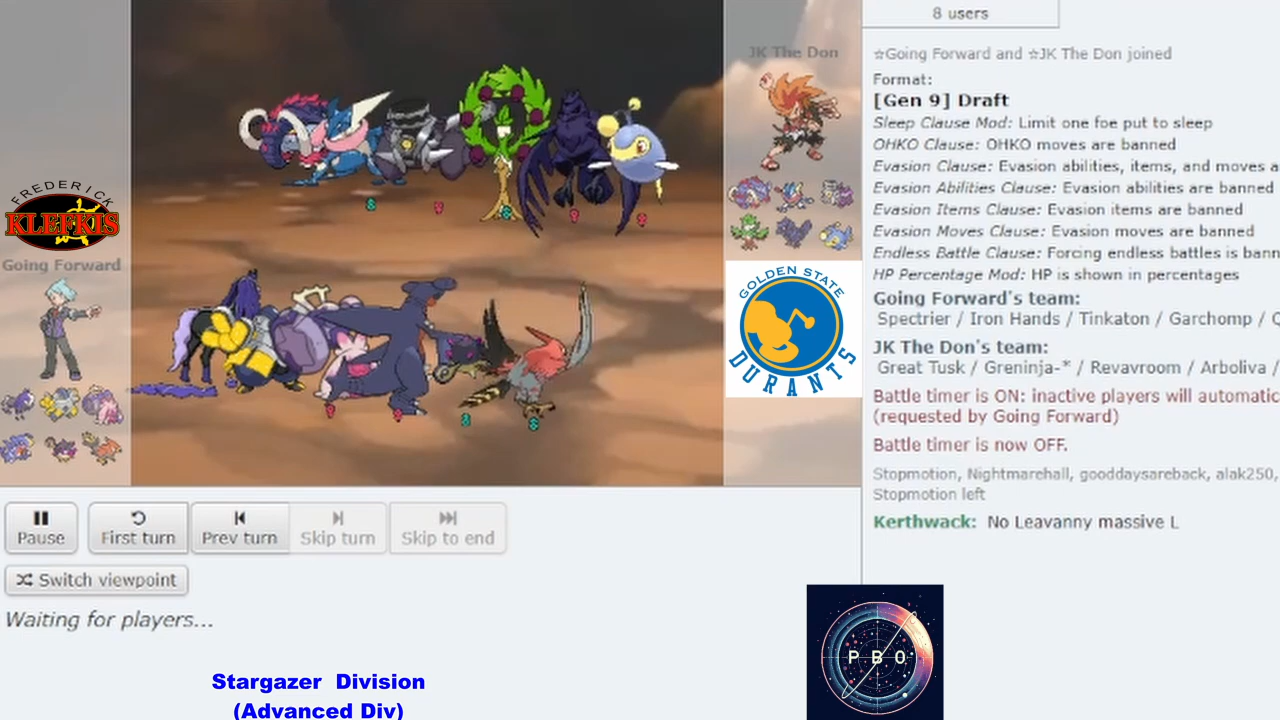 8 users
JK The Don
☆Going Forward and ☆JK The Don joined
Format:
[Gen 9] Draft
Sleep Clause Mod: Limit one foe put to sleep
OHKO Clause: OHKO moves are banned
Evasion Clause: Evasion abilities, items, and moves a
Evasion Abilities Clause: Evasion abilities are banned
Evasion Items Clause: Evasion items are banned
Evasion Moves Clause: Evasion moves are banned
Endless Battle Clause: Forcing endless battles is bann
HP Percentage Mod: HP is shown in percentages
Going Forward's team:
Spectrier / Iron Hands / Tinkaton / Garchomp / C
JK The Don's team:
Great Tusk / Greninja-* / Revavroom / Arboliva /
Battle timer is ON: inactive players will automatic
(requested by Going Forward)
Battle timer is now OFF.
Stopmotion, Nightmarehall, gooddaysareback, alak250,
Stopmotion left
Kerthwack: No Leavanny massive L
FREDERICK
KLEFKIS
Going Forward
GOLDEN STATE
DURANTS
Pause
First turn
Prev turn
Skip turn
Skip to end
Switch viewpoint
Waiting for players...
Stargazer Division
(Advanced Div)
PBO